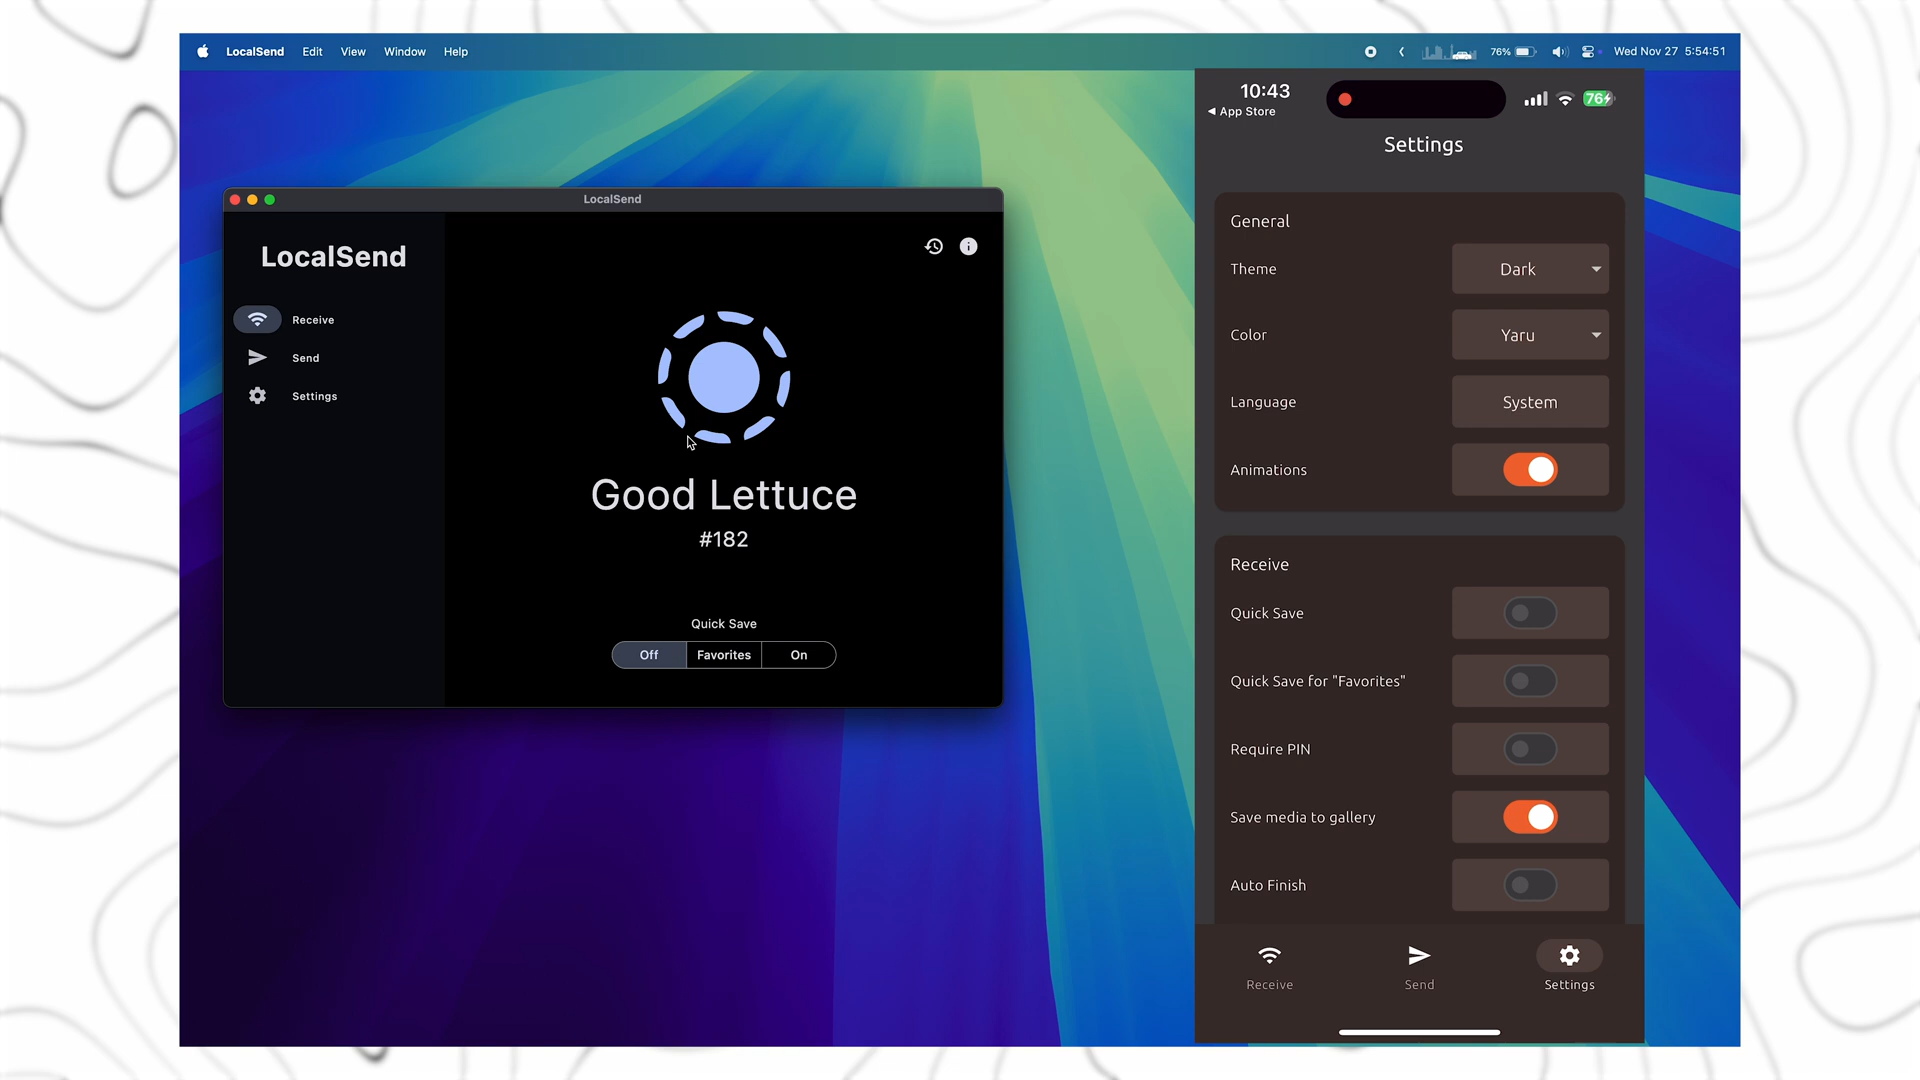 LocalSend Edit View Window Help
76% Wed Nov 27 5:54:51
LocalSend
LocalSend
Receive
Send
Settings
Good Lettuce
#182
Quick Save
Off Favorites On
10:43
App Store
76
Settings
General
Theme Dark
Color Yaru
Language System
Animations
Receive
Quick Save
Quick Save for "Favorites"
Require PIN
Save media to gallery
Auto Finish
Receive Send Settings